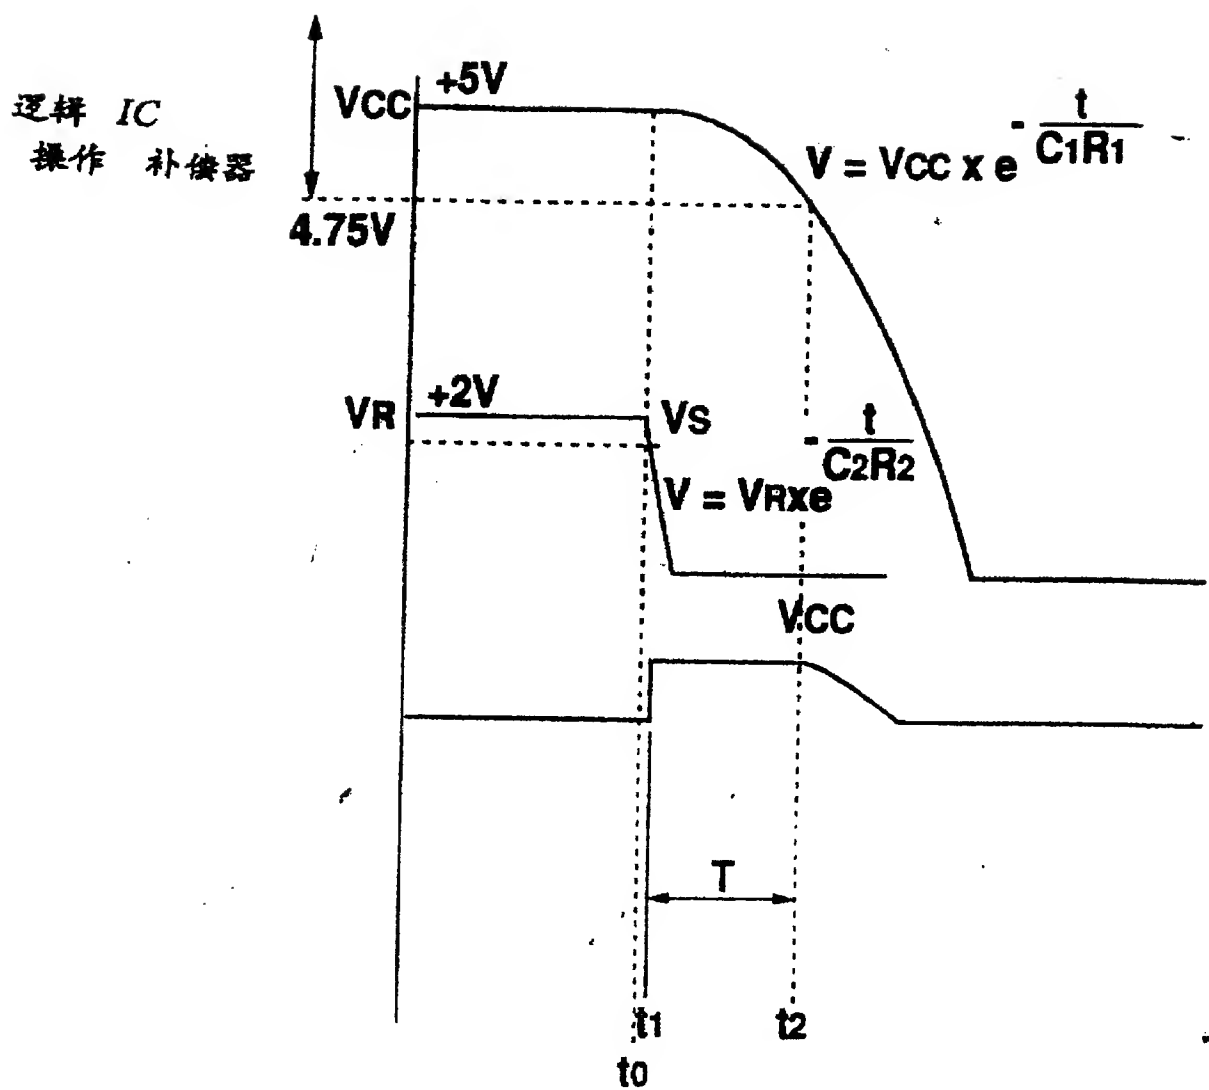 逻辑 IC
操作 补偿器
VCC
+5V
4.75V
V = VCC x e - t / C1R1
VR
+2V
VS
V = VRxe - t / C2R2
VCC
T
t1
t2
t0